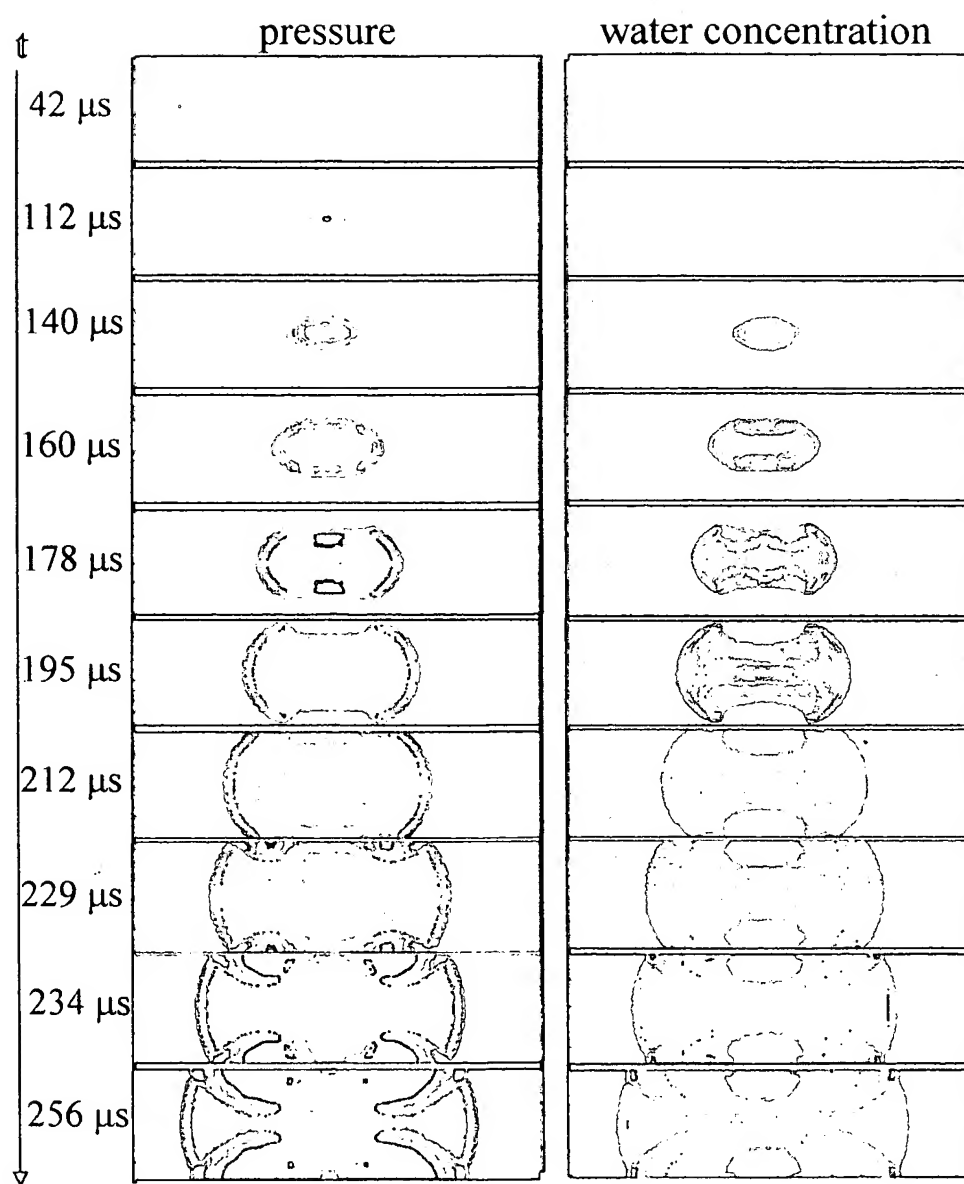 pressure water concentration
t
42 μs
112 μs
140 μs
160 μs
178 μs
195 μs
212 μs
229 μs
234 μs
256 μs